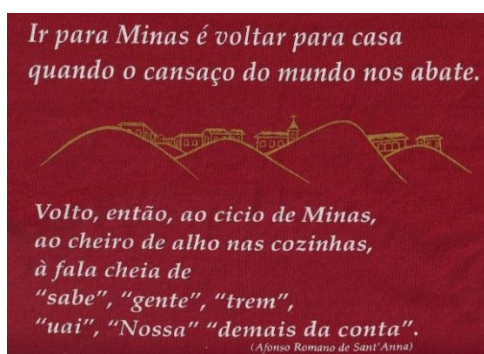 Ir para Minas é voltar para casa
quando o cansaço do mundo nos abate.
Volto, então, ao cicio de Minas,
ao cheiro de alho nas cozinhas,
à fala cheia de
“sabe”, “gente”, “trem”,
“uai”, “Nossa” “demais da conta”.
(Afonso Romano de Sant'Anna)